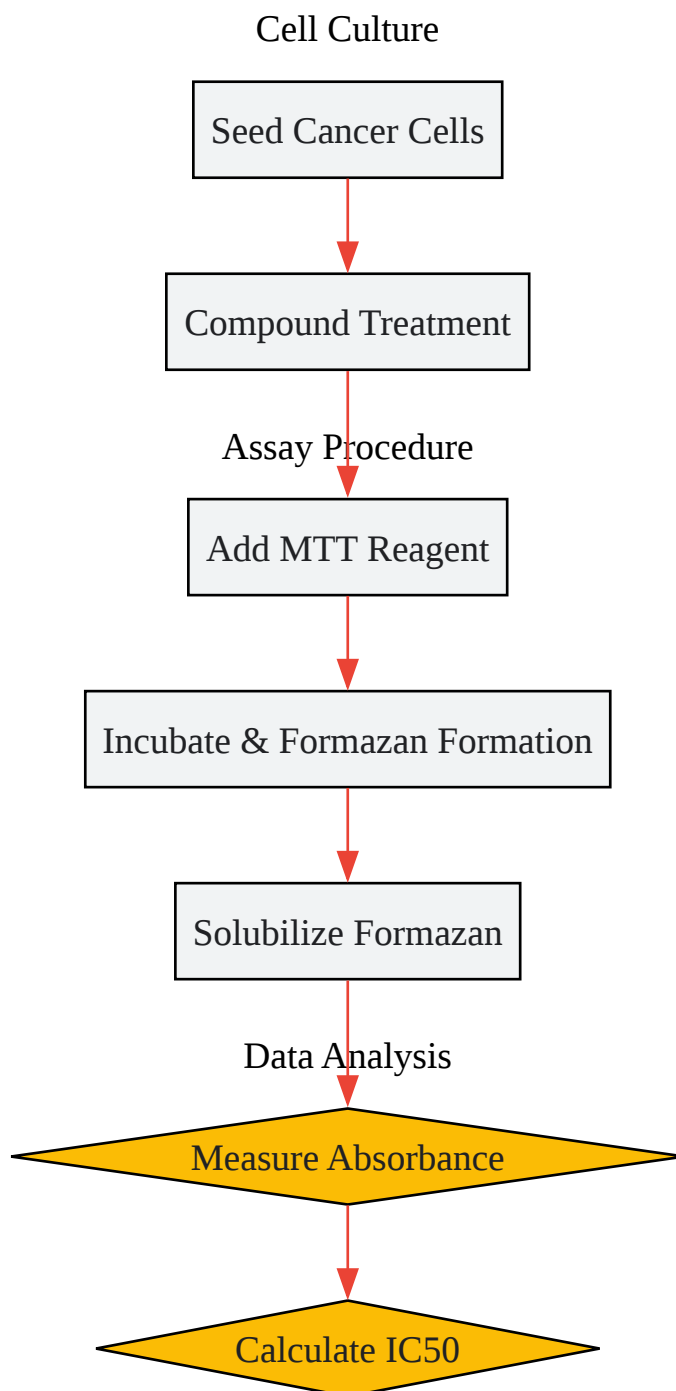 Cell Culture
Seed Cancer Cells
Compound Treatment
Assay Procedure
Add MTT Reagent
Incubate & Formazan Formation
Solubilize Formazan
Data Analysis
Measure Absorbance
Calculate IC50